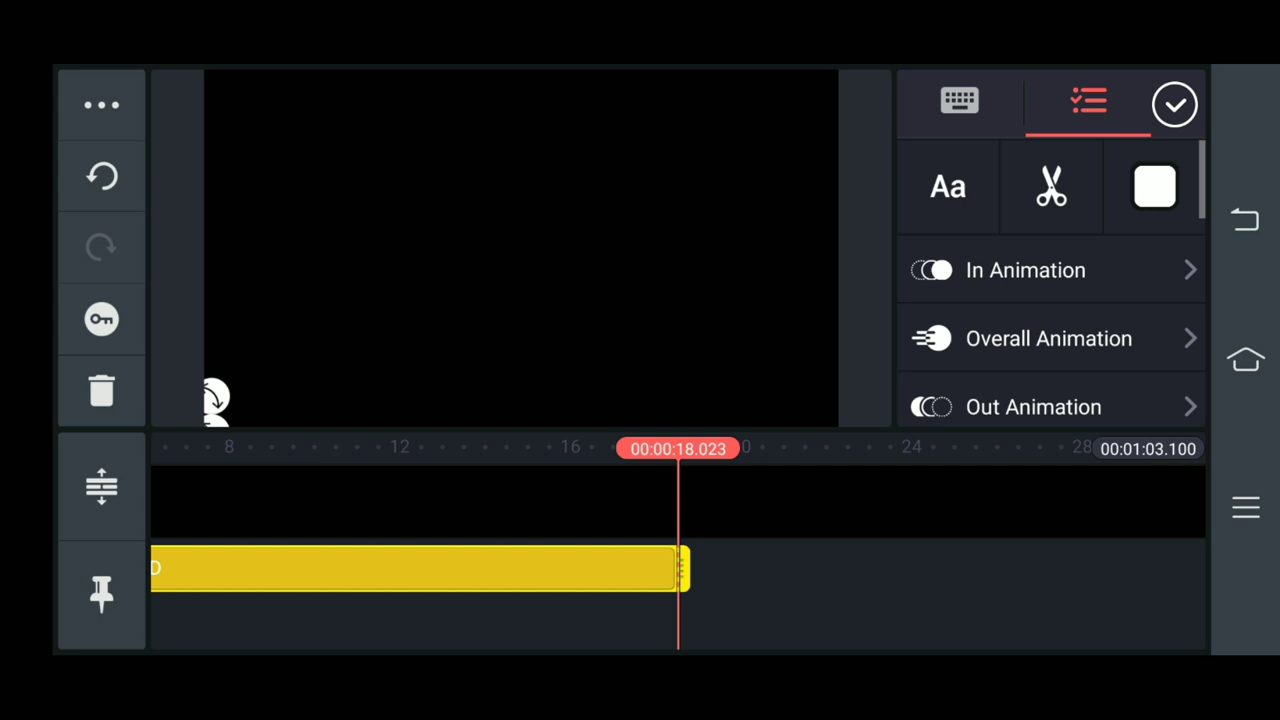 Aa
In Animation
Overall Animation
Out Animation
8 12 16 00:00:18.023 0 24 28 00:01:03.100
D